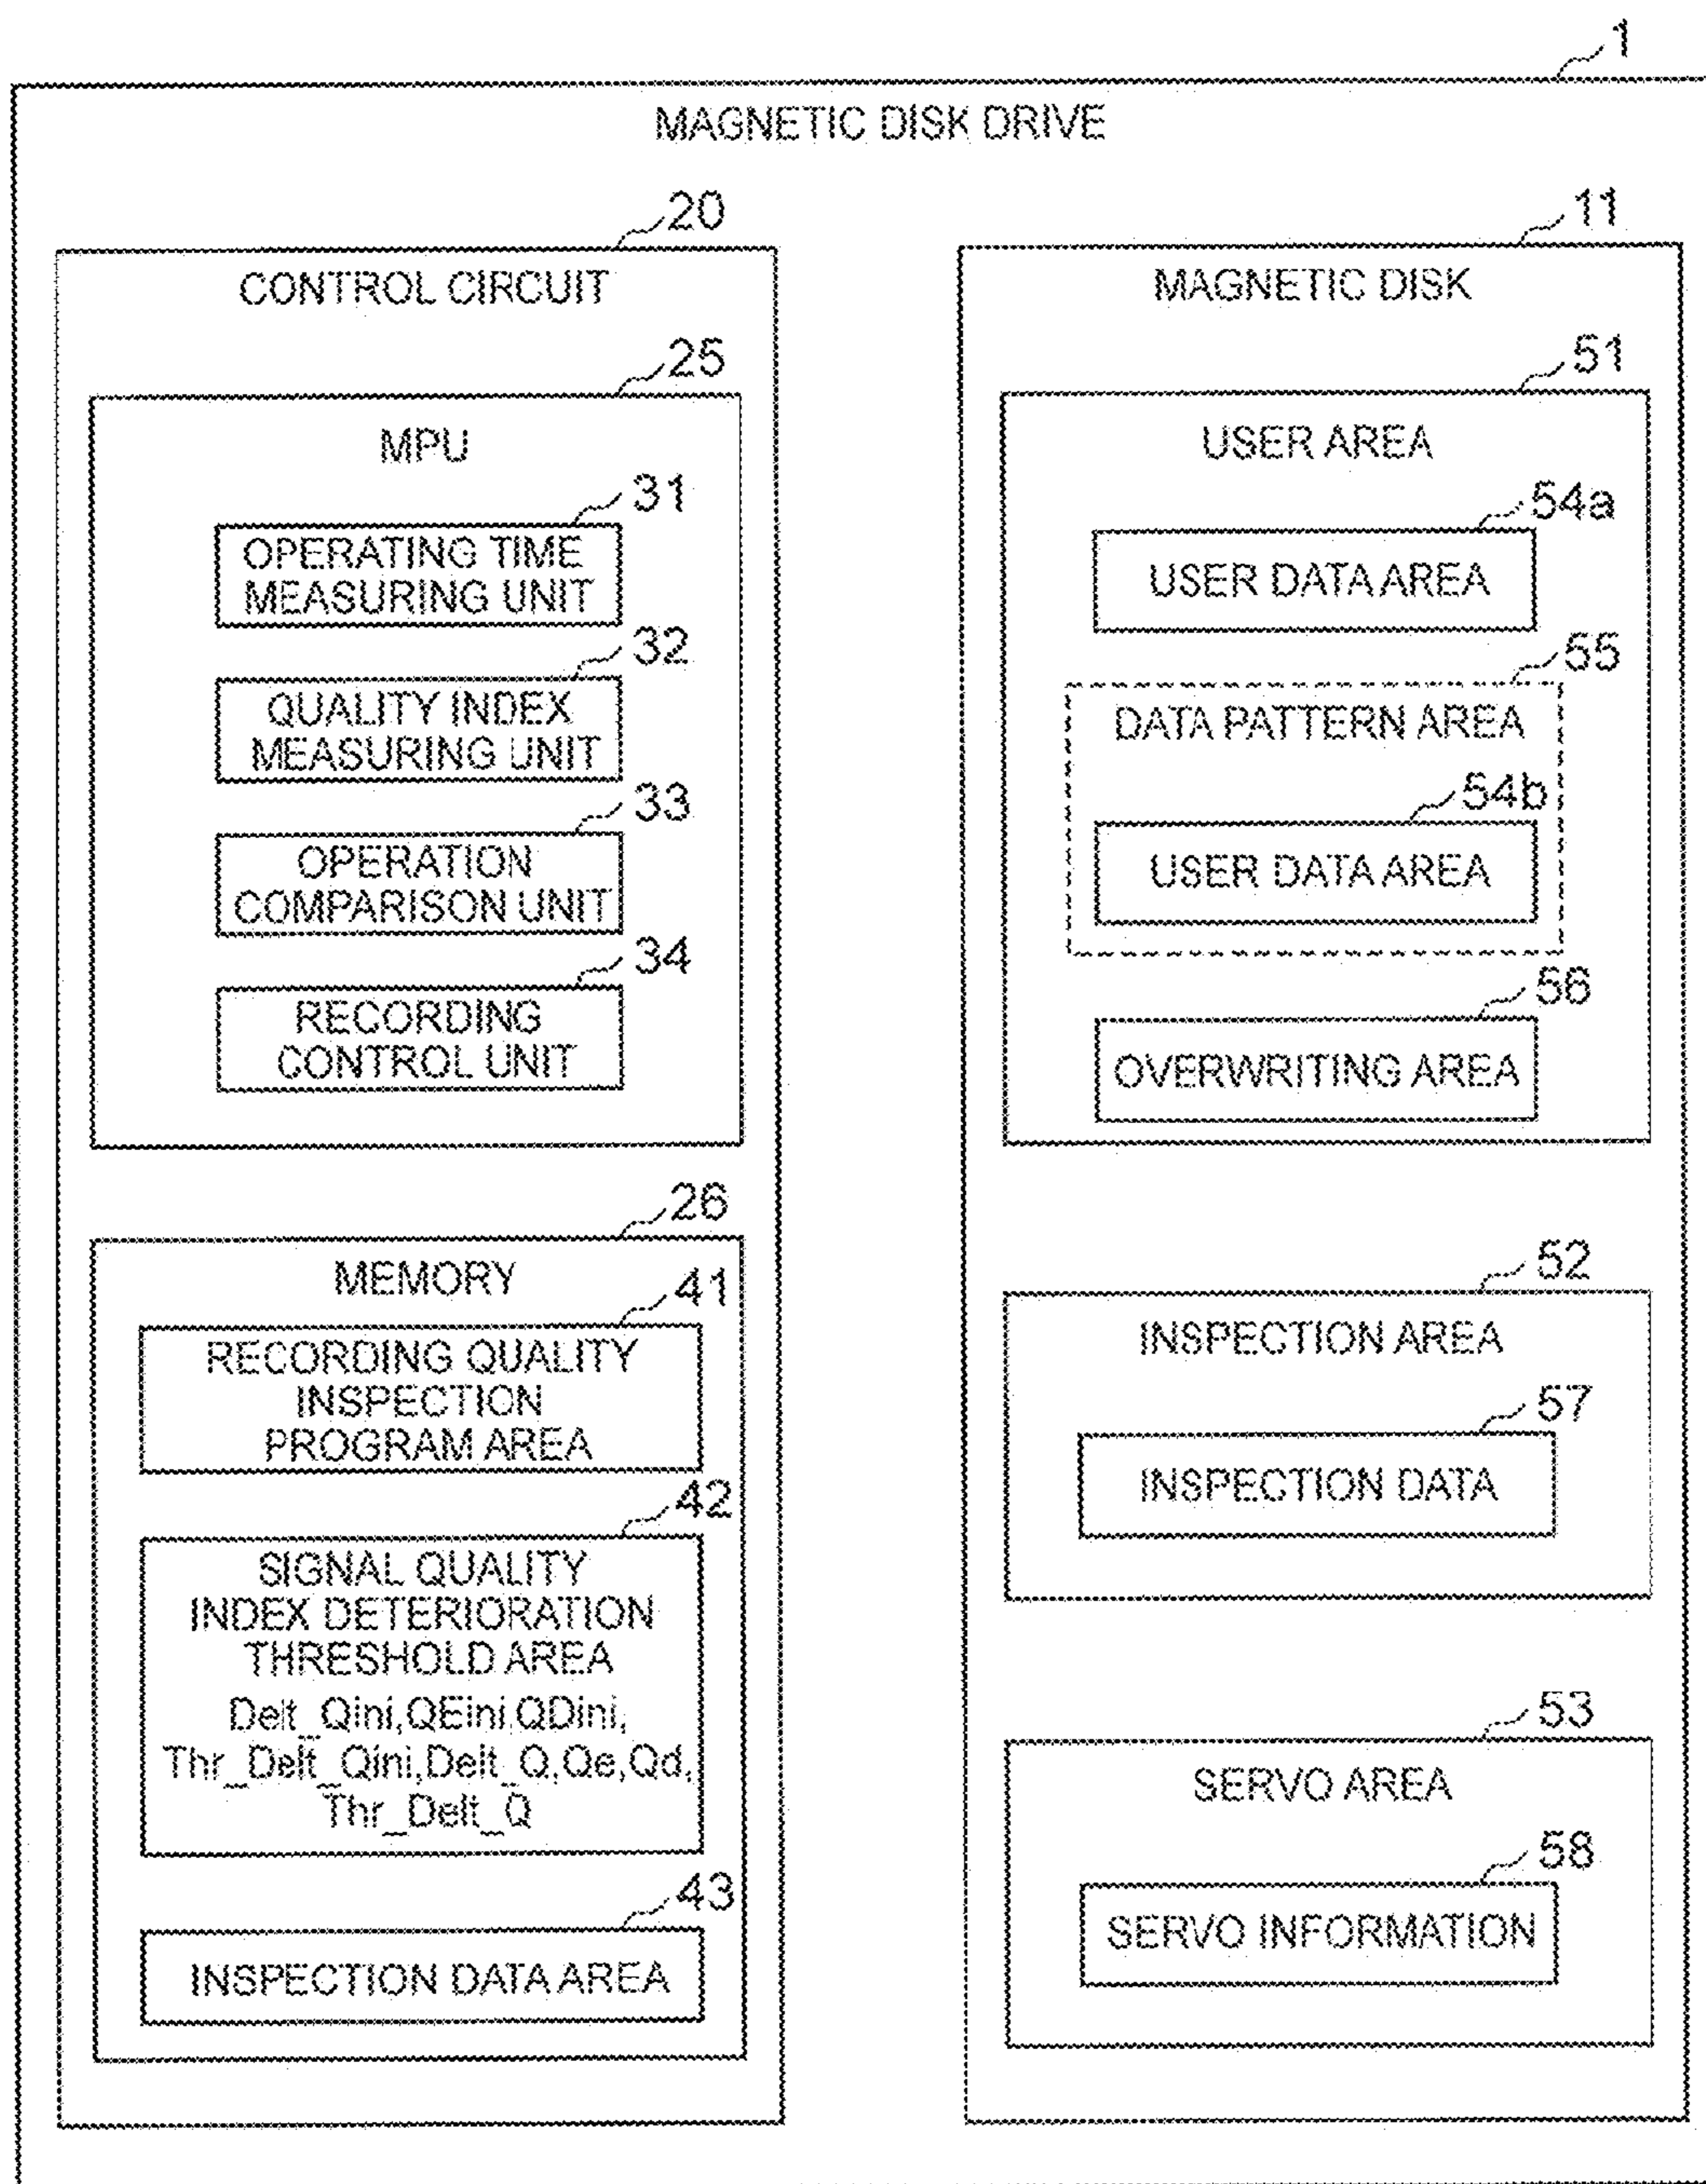 1
MAGNETIC DISK DRIVE
20
CONTROL CIRCUIT
25
MPU
31
OPERATING TIME
MEASURING UNIT
32
QUALITY INDEX
MEASURING UNIT
33
OPERATION
COMPARISON UNIT
34
RECORDING
CONTROL UNIT
26
MEMORY
41
RECORDING QUALITY
INSPECTION
PROGRAM AREA
42
SIGNAL QUALITY
INDEX DETERIORATION
THRESHOLD AREA
Delt_Qini,QEini,QDini,
Thr_Delt_Qini,Delt_Q,Qe,Qd,
Thr_Delt_Q
43
INSPECTION DATA AREA
11
MAGNETIC DISK
51
USER AREA
54a
USER DATA AREA
55
DATA PATTERN AREA
54b
USER DATA AREA
56
OVERWRITING AREA
52
INSPECTION AREA
57
INSPECTION DATA
53
SERVO AREA
58
SERVO INFORMATION